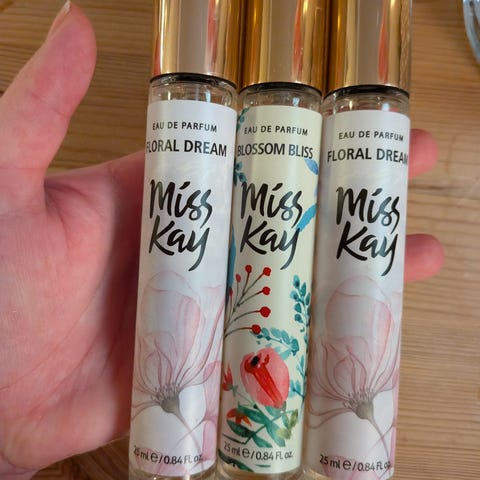 EAU DE PARFUM
FLORAL DREAM
Miss
Kay
25 ml e / 0.84 Fl. oz.
EAU DE PARFUM
BLOSSOM BLISS
Miss
Kay
25 ml e / 0.84 Fl. oz.
EAU DE PARFUM
FLORAL DREAM
Miss
Kay
25 ml e / 0.84 Fl. oz.